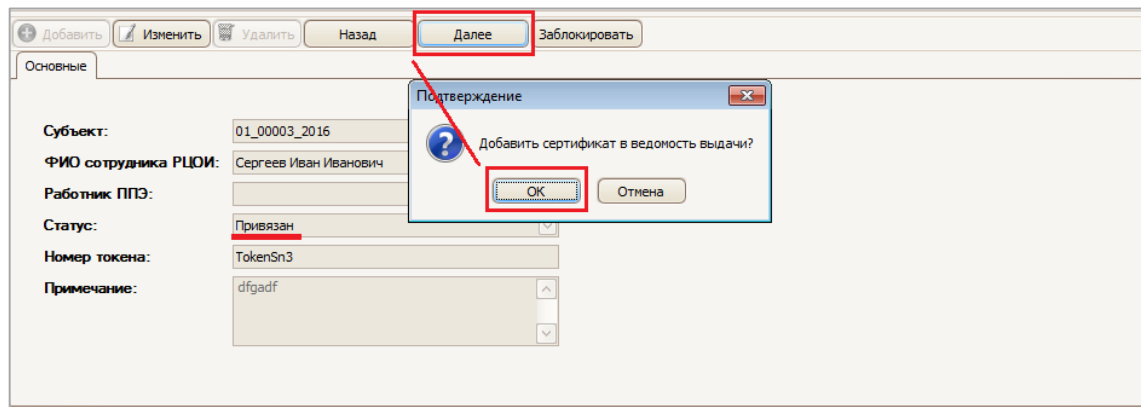 Добавить Изменить Удалить Назад Далее Заблокировать
Основные
Подтверждение
Добавить сертификат в ведомость выдачи?
ОК Отмена
Субъект: 01_00003_2016
ФИО сотрудника РЦОИ: Сергеев Иван Иванович
Работник ППЭ:
Статус: Привязан
Номер токена: TokenSn3
Примечание: dfgadf